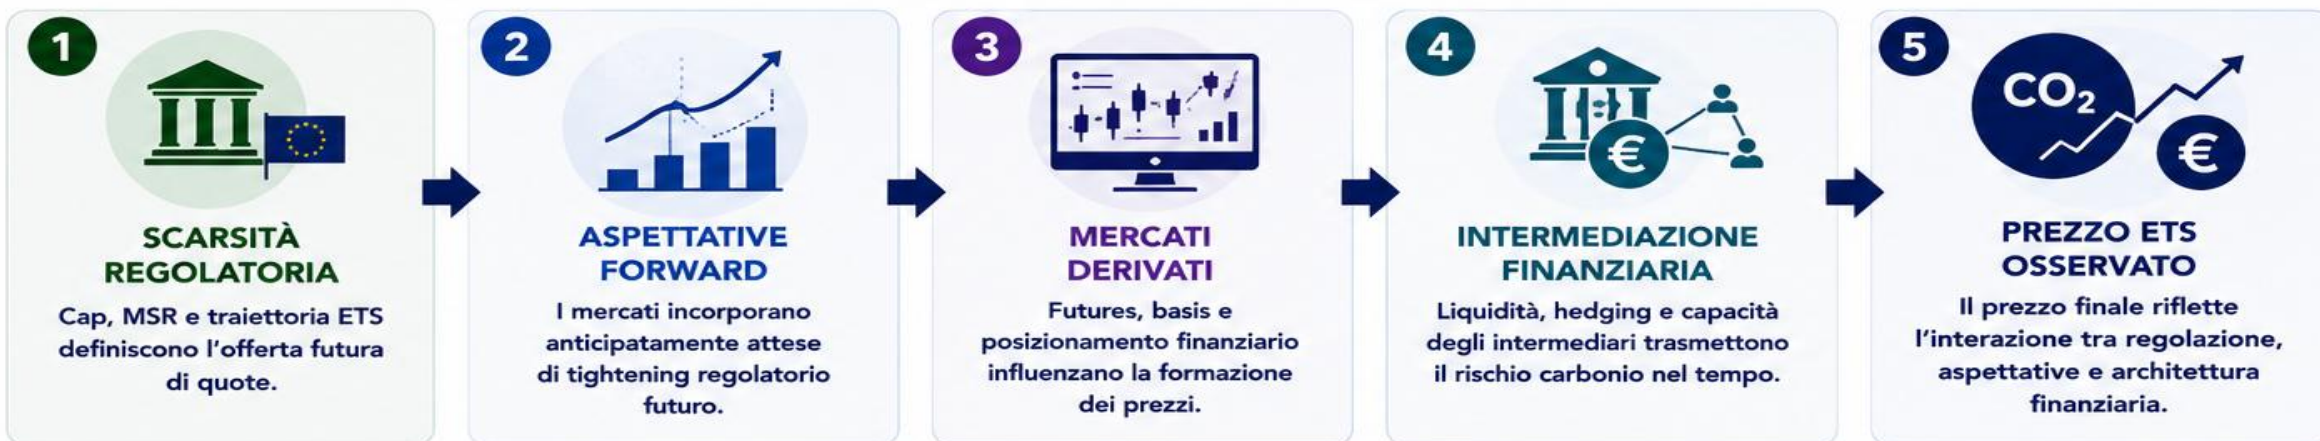 1
SCARSITÀ
REGOLATORIA
Cap, MSR e traiettoria ETS
definiscono l'offerta futura
di quote.
2
ASPETTATIVE
FORWARD
I mercati incorporano
anticipatamente attese
di tightening regolatorio
futuro.
3
MERCATI
DERIVATI
Futures, basis e
posizionamento finanziario
influenzano la formazione
dei prezzi.
4
€
INTERMEDIAZIONE
FINANZIARIA
Liquidità, hedging e capacità
degli intermediari trasmettono
il rischio carbonio nel tempo.
5
CO₂
€
PREZZO ETS
OSSERVATO
Il prezzo finale riflette
l'interazione tra regolazione,
aspettative e architettura
finanziaria.